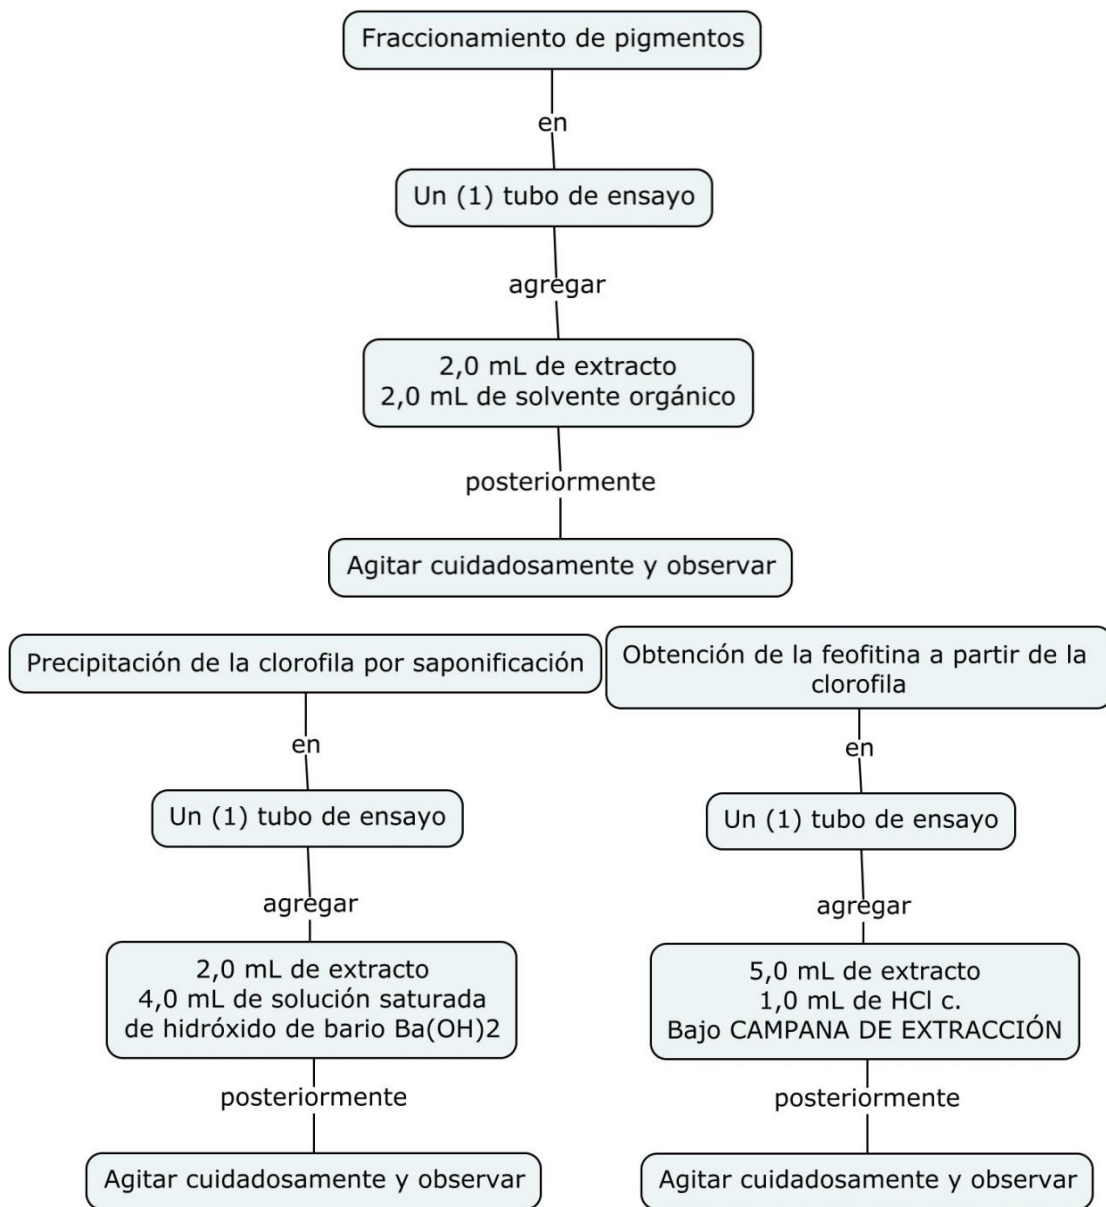 Fraccionamiento de pigmentos
en
Un (1) tubo de ensayo
agregar
2,0 mL de extracto
2,0 mL de solvente orgánico
posteriormente
Agitar cuidadosamente y observar
Precipitación de la clorofila por saponificación
en
Un (1) tubo de ensayo
agregar
2,0 mL de extracto
4,0 mL de solución saturada
de hidróxido de bario Ba(OH)2
posteriormente
Agitar cuidadosamente y observar
Obtención de la feofitina a partir de la
clorofila
en
Un (1) tubo de ensayo
agregar
5,0 mL de extracto
1,0 mL de HCl c.
Bajo CAMPANA DE EXTRACCIÓN
posteriormente
Agitar cuidadosamente y observar